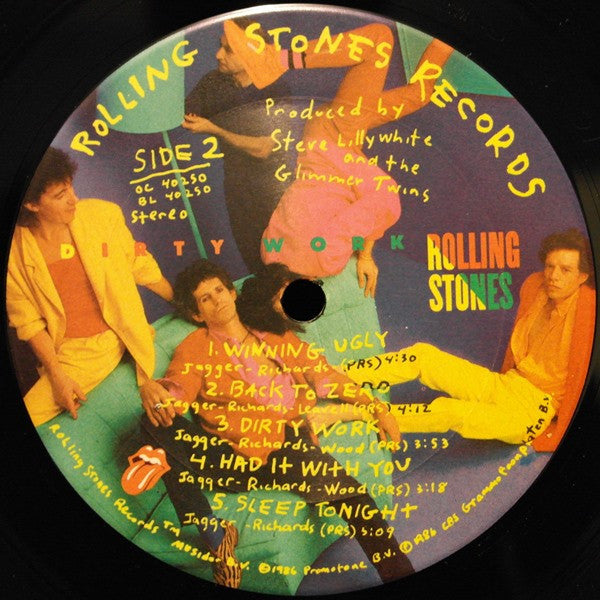 ROLLING STONES RECORDS
Produced by
Steve Lillywhite
and the
Glimmer Twins
SIDE 2
OC 40250
BL 40250
Stereo
DIRTY WORK
ROLLING
STONES
1. WINNING UGLY
Jagger-Richards-(PRS) 4:30
2. BACK TO ZERO
Jagger-Richards-Leavell (PRS) 4:12
3. DIRTY WORK
Jagger-Richards-Wood (PRS) 3:53
4. HAD IT WITH YOU
Jagger-Richards-Wood (PRS) 3:18
5. SLEEP TONIGHT
Jagger-Richards (PRS) 5:09
Rolling Stones Records TM Musidor B.V. ©1986 Promotone B.V. ℗1986 CBS Grammofoonplaten B.V.